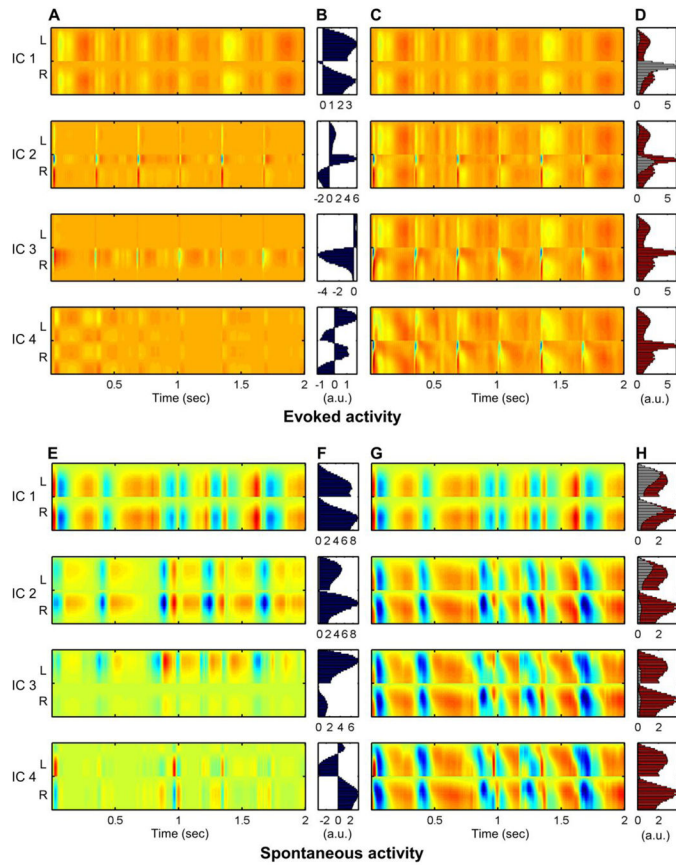 A B C D
L
IC 1
R
0 1 2 3
0 5
L
IC 2
R
-2 0 2 4 6
0 5
L
IC 3
R
-4 -2 0
0 5
L
IC 4
R
0.5 1 1.5 2
-1 0 1
0.5 1 1.5 2
0 5
Time (sec) (a.u.) Time (sec) (a.u.)
Evoked activity
E F G H
L
IC 1
R
0 2 4 6 8
0 2
L
IC 2
R
0 2 4 6 8
0 2
L
IC 3
R
0 2 4 6
0 2
L
IC 4
R
0.5 1 1.5 2
-2 0 2
0.5 1 1.5 2
0 2
Time (sec) (a.u.) Time (sec) (a.u.)
Spontaneous activity